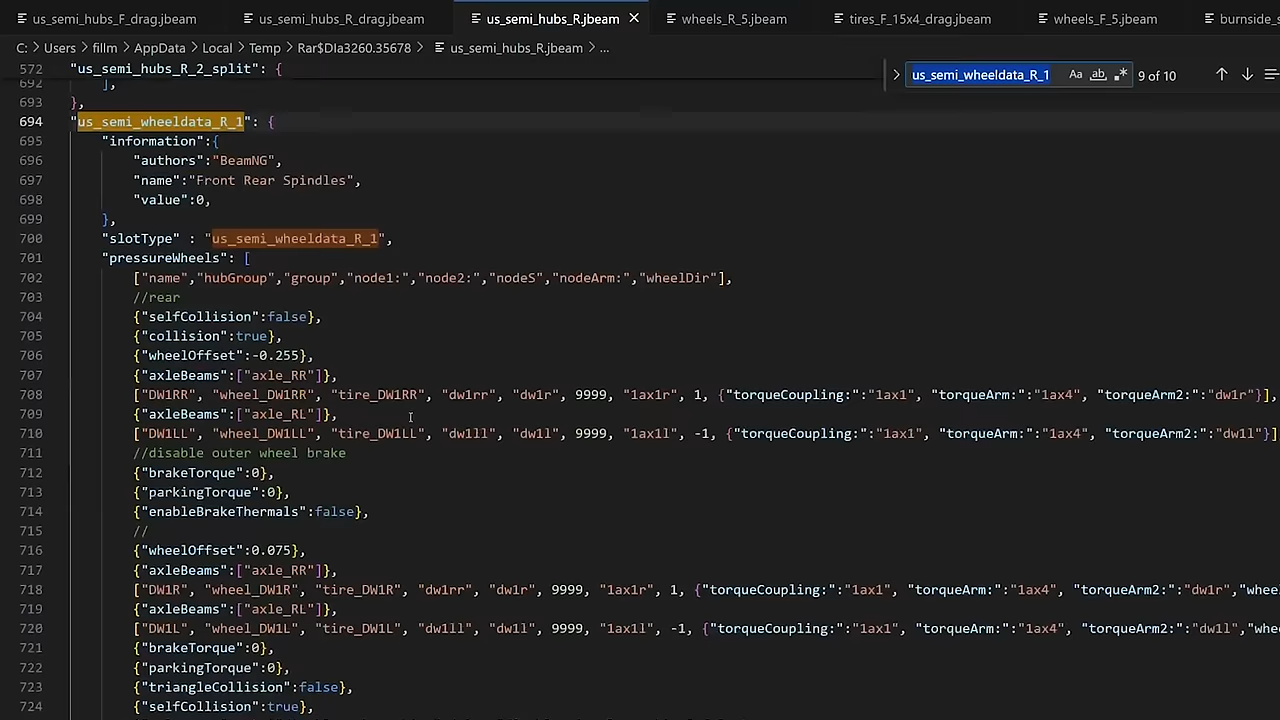 us_semi_hubs_F_drag.jbeam us_semi_hubs_R_drag.jbeam us_semi_hubs_R.jbeam wheels_R_5.jbeam tires_F_15x4_drag.jbeam wheels_F_5.jbeam burnside_s
C: > Users > fillm > AppData > Local > Temp > Rar$DIa3260.35678 > us_semi_hubs_R.jbeam > ...
572 "us_semi_hubs_R_2_split": {
us_semi_wheeldata_R_1 Aa ab .* 9 of 10
692 ],
693 },
694 "us_semi_wheeldata_R_1": {
695 "information":{
696 "authors":"BeamNG",
697 "name":"Front Rear Spindles",
698 "value":0,
699 },
700 "slotType" : "us_semi_wheeldata_R_1",
701 "pressureWheels": [
702 ["name","hubGroup","group","node1:","node2:","nodeS","nodeArm:","wheelDir"],
703 //rear
704 {"selfCollision":false},
705 {"collision":true},
706 {"wheelOffset":-0.255},
707 {"axleBeams":["axle_RR"]},
708 ["DW1RR", "wheel_DW1RR", "tire_DW1RR", "dw1rr", "dw1r", 9999, "1ax1r", 1, {"torqueCoupling:":"1ax1", "torqueArm:":"1ax4", "torqueArm2:":"dw1r"}],
709 {"axleBeams":["axle_RL"]},
710 ["DW1LL", "wheel_DW1LL", "tire_DW1LL", "dw1ll", "dw1l", 9999, "1ax1l", -1, {"torqueCoupling:":"1ax1", "torqueArm:":"1ax4", "torqueArm2:":"dw1l"}]
711 //disable outer wheel brake
712 {"brakeTorque":0},
713 {"parkingTorque":0},
714 {"enableBrakeThermals":false},
715 //
716 {"wheelOffset":0.075},
717 {"axleBeams":["axle_RR"]},
718 ["DW1R", "wheel_DW1R", "tire_DW1R", "dw1rr", "dw1r", 9999, "1ax1r", 1, {"torqueCoupling:":"1ax1", "torqueArm:":"1ax4", "torqueArm2:":"dw1r","whee
719 {"axleBeams":["axle_RL"]},
720 ["DW1L", "wheel_DW1L", "tire_DW1L", "dw1ll", "dw1l", 9999, "1ax1l", -1, {"torqueCoupling:":"1ax1", "torqueArm:":"1ax4", "torqueArm2:":"dw1l","whe
721 {"brakeTorque":0},
722 {"parkingTorque":0},
723 {"triangleCollision":false},
724 {"selfCollision":true},